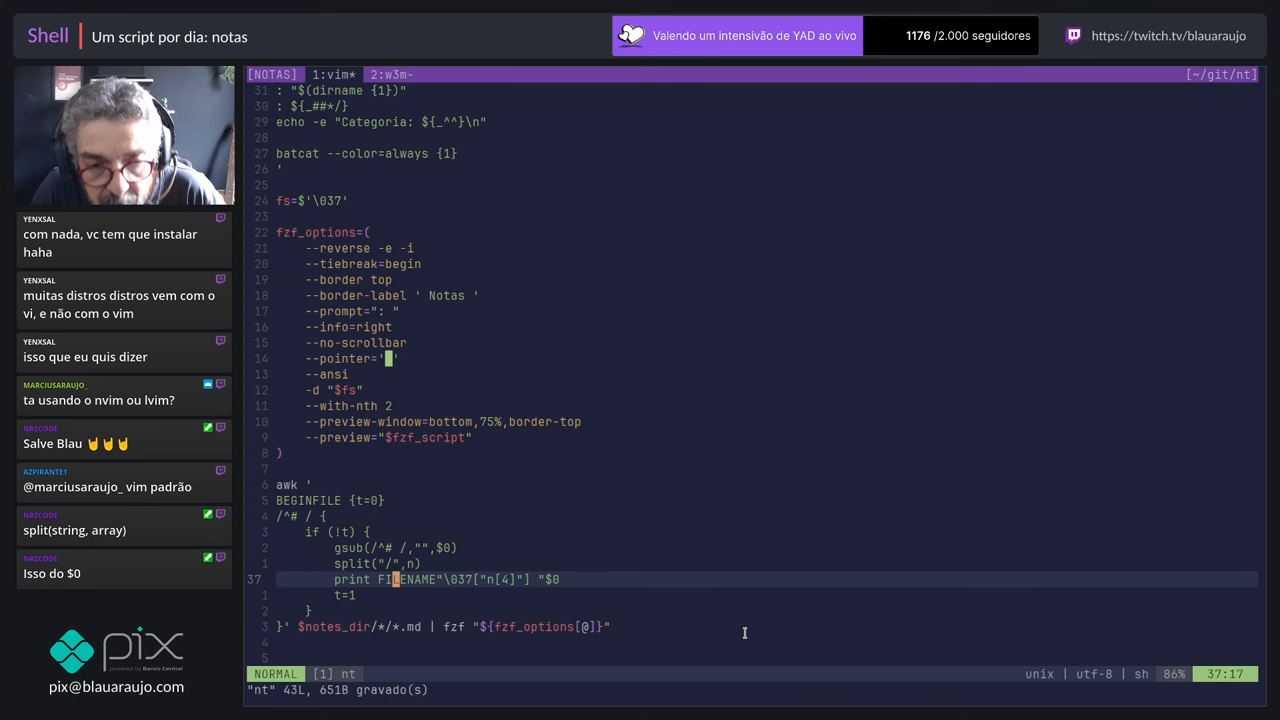 Shell | Um script por dia: notas
Valendo um intensivão de YAD ao vivo
1176 /2.000 seguidores
https://twitch.tv/blauaraujo
[NOTAS] 1:vim* 2:w3m- [~/git/nt]
31 : "$(dirname {1})"
30 : ${_##*/}
29 echo -e "Categoria: ${_^^}\n"
28
27 batcat --color=always {1}
26 '
25
24 fs=$'\037'
23
22 fzf_options=(
21 --reverse -e -i
20 --tiebreak=begin
19 --border top
18 --border-label ' Notas '
17 --prompt=": "
16 --info=right
15 --no-scrollbar
14 --pointer=' '
13 --ansi
12 -d "$fs"
11 --with-nth 2
10 --preview-window=bottom,75%,border-top
9 --preview="$fzf_script"
8 )
7
6 awk '
5 BEGINFILE {t=0}
4 /^# / {
3 if (!t) {
2 gsub(/^# /,"",$0)
1 split("/",n)
37 print FILENAME"\037["n[4]"] "$0
1 t=1
2 }
3 }' $notes_dir/*/*.md | fzf "${fzf_options[@]}"
4
5
NORMAL [1] nt unix | utf-8 | sh 86% 37:17
"nt" 43L, 651B gravado(s)
YENXSAL
com nada, vc tem que instalar
haha
YENXSAL
muitas distros distros vem com o
vi, e não com o vim
YENXSAL
isso que eu quis dizer
MARCIUSARAUJO_
ta usando o nvim ou lvim?
NRZCODE
Salve Blau 🤘🤘🤘
AZPIRANTE1
@marciusaraujo_ vim padrão
NRZCODE
split(string, array)
NRZCODE
Isso do $0
pix
powered by Banco Central
pix@blauaraujo.com